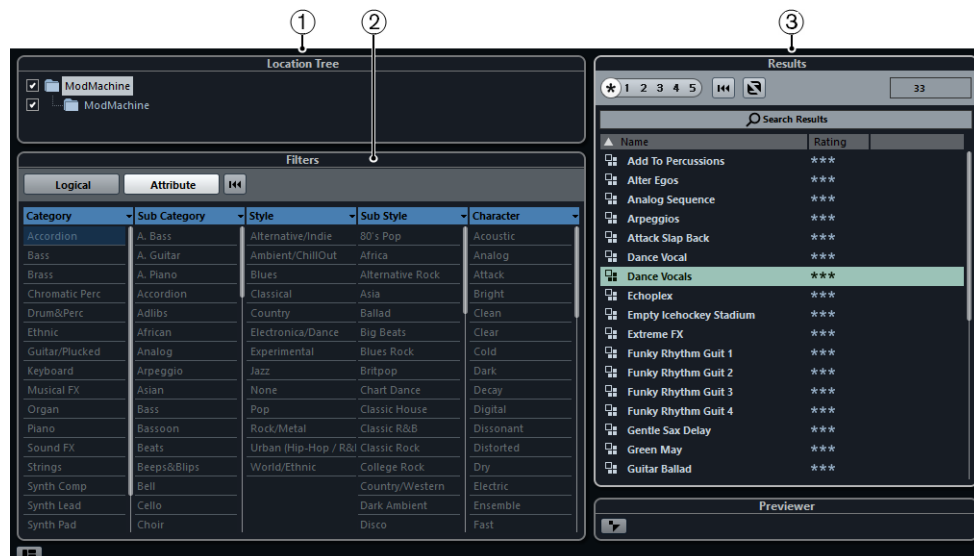 1 2 3
Location Tree
ModMachine
ModMachine
Filters
Logical Attribute
Category Sub Category Style Sub Style Character
Accordion A. Bass Alternative/Indie 80's Pop Acoustic
Bass A. Guitar Ambient/ChillOut Africa Analog
Brass A. Piano Blues Alternative Rock Attack
Chromatic Perc Accordion Classical Asia Bright
Drum&Perc Adlibs Country Ballad Clean
Ethnic African Electronica/Dance Big Beats Clear
Guitar/Plucked Analog Experimental Blues Rock Cold
Keyboard Arpeggio Jazz Britpop Dark
Musical FX Asian None Chart Dance Decay
Organ Bass Pop Classic House Digital
Piano Bassoon Rock/Metal Classic R&B Dissonant
Sound FX Beats Urban (Hip-Hop / R&I Classic Rock Distorted
Strings Beeps&Blips World/Ethnic College Rock Dry
Synth Comp Bell Country/Western Electric
Synth Lead Cello Dark Ambient Ensemble
Synth Pad Choir Disco Fast
Results
* 1 2 3 4 5 33
Search Results
Name Rating
Add To Percussions ***
Alter Egos ***
Analog Sequence ***
Arpeggios ***
Attack Slap Back ***
Dance Vocal ***
Dance Vocals ***
Echoplex ***
Empty Icehockey Stadium ***
Extreme FX ***
Funky Rhythm Guit 1 ***
Funky Rhythm Guit 2 ***
Funky Rhythm Guit 3 ***
Funky Rhythm Guit 4 ***
Gentle Sax Delay ***
Green May ***
Guitar Ballad ***
Previewer